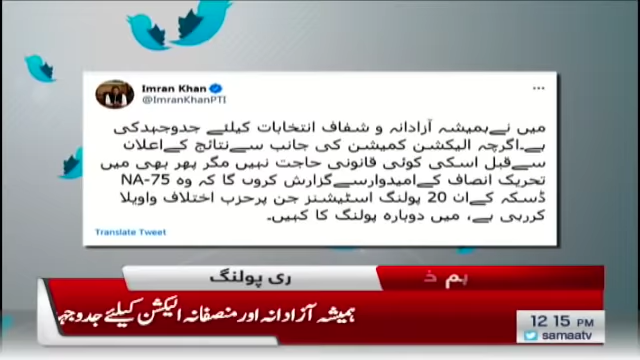 Imran Khan
@ImranKhanPTI
میں نے ہمیشہ آزادانہ و شفاف انتخابات کیلئے جدوجہد کی
ہے۔اگرچہ الیکشن کمیشن کی جانب سے نتائج کے اعلان
سے قبل اسکی کوئی قانونی حاجت نہیں مگر پھر بھی میں
تحریک انصاف کے امیدوار سے گزارش کروں گا کہ وہ NA-75
ڈسکہ کے ان 20 پولنگ اسٹیشنز جن پر حزب اختلاف واویلا
کررہی ہے، میں دوبارہ پولنگ کا کہیں۔
Translate Tweet
ری پولنگ
ہمیشہ آزادانہ اور منصفانہ الیکشن کیلئے
12:15 PM
samaatv